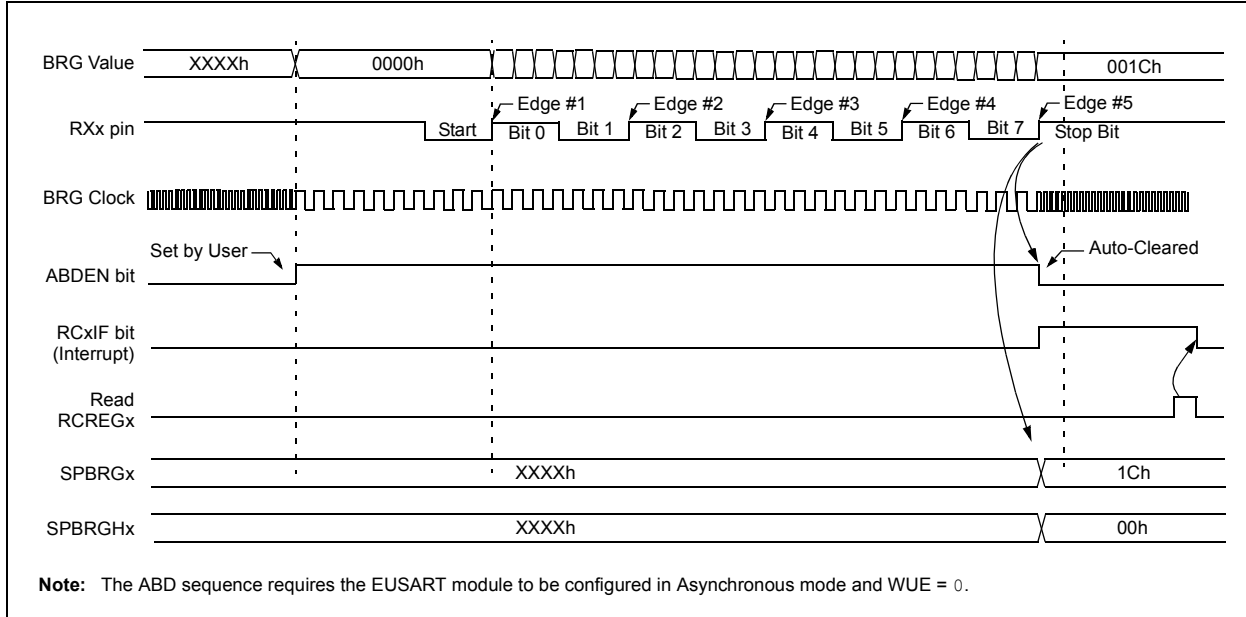 BRG Value XXXXh 0000h 001Ch
Edge #1 Edge #2 Edge #3 Edge #4 Edge #5
RXx pin Start Bit 0 Bit 1 Bit 2 Bit 3 Bit 4 Bit 5 Bit 6 Bit 7 Stop Bit
BRG Clock
Set by User Auto-Cleared
ABDEN bit
RCxIF bit
(Interrupt)
Read
RCREGx
SPBRGx XXXXh 1Ch
SPBRGHx XXXXh 00h
Note: The ABD sequence requires the EUSART module to be configured in Asynchronous mode and WUE = 0.